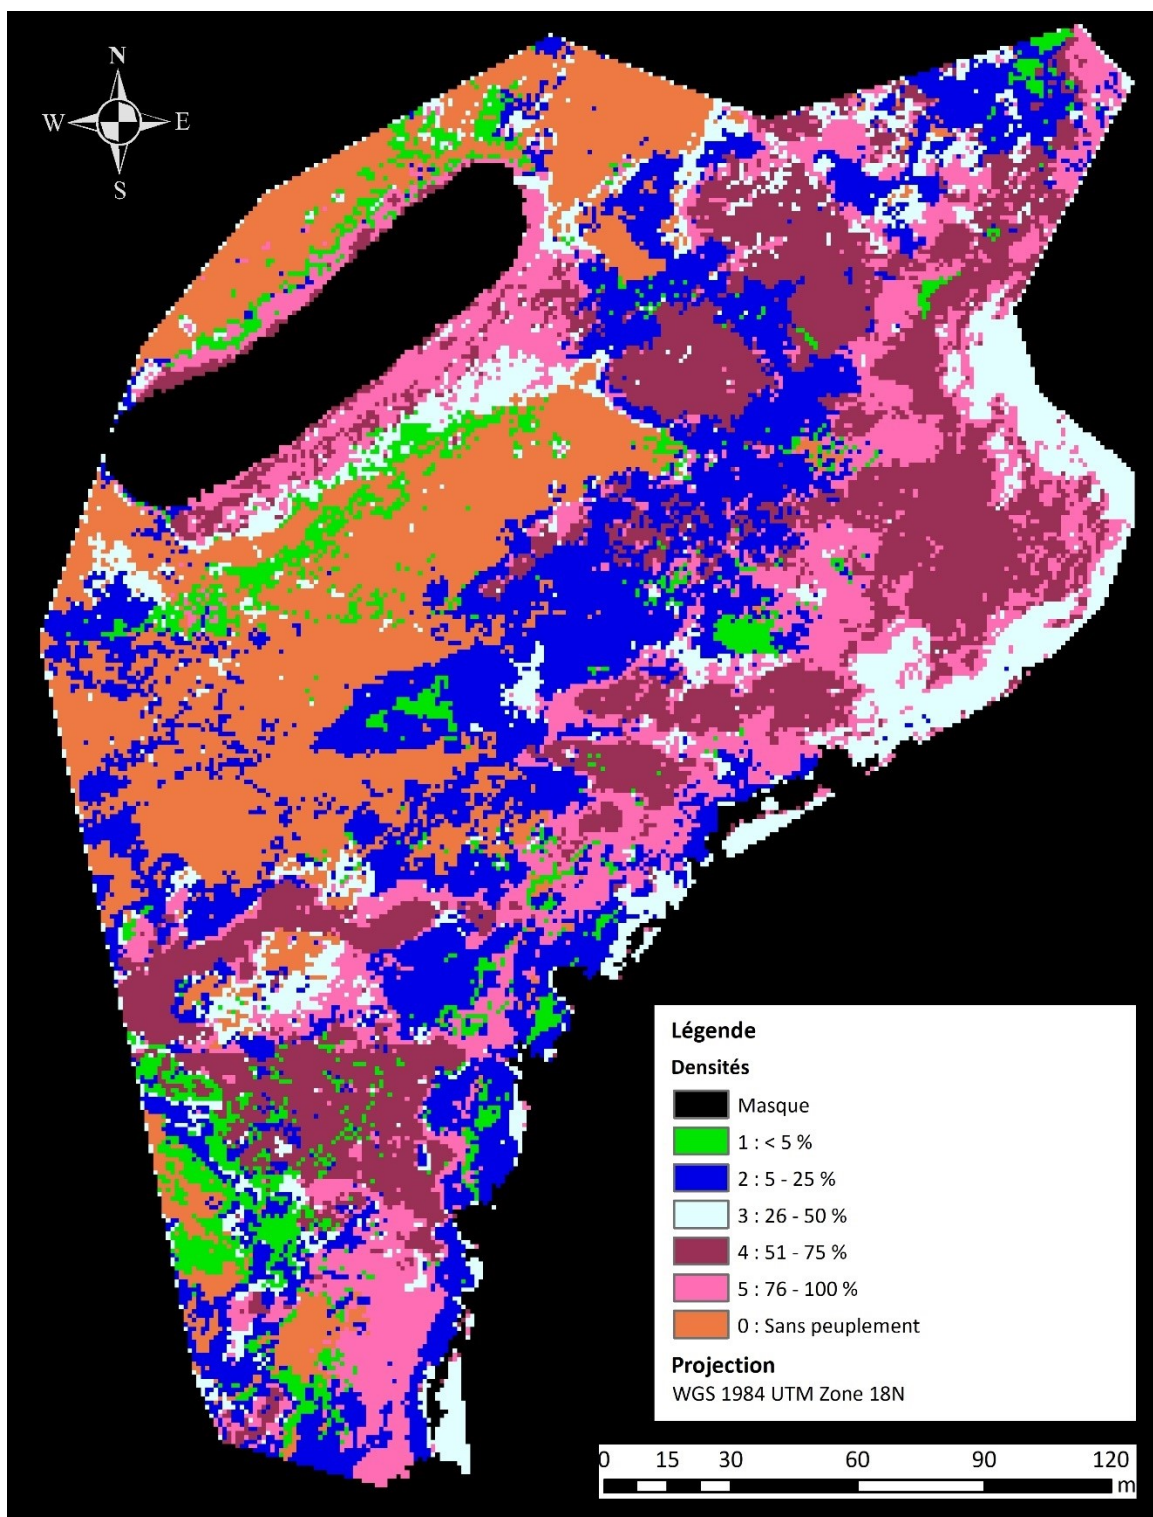 N
W E
S
Légende
Densités
Masque
1 : < 5 %
2 : 5 - 25 %
3 : 26 - 50 %
4 : 51 - 75 %
5 : 76 - 100 %
0 : Sans peuplement
Projection
WGS 1984 UTM Zone 18N
0 15 30 60 90 120
m